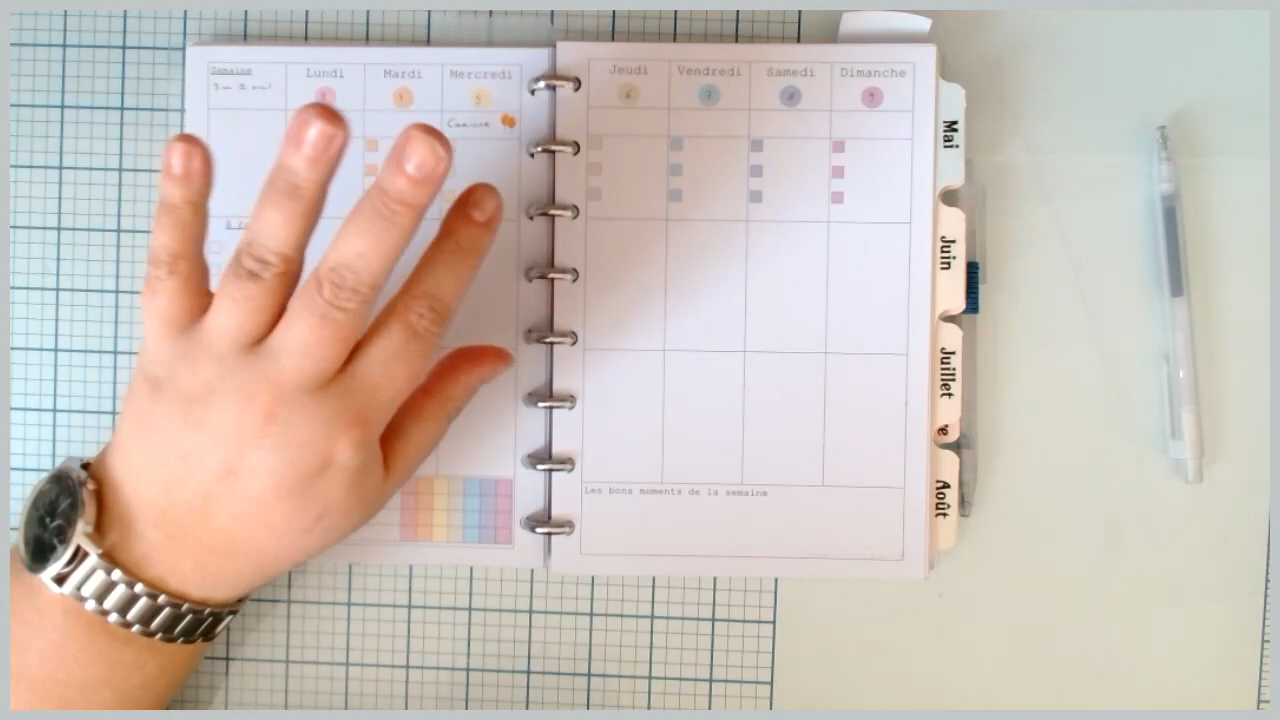 Semaine
Lundi
Mardi
Mercredi
Jeudi
Vendredi
Samedi
Dimanche
6
7
8
9
Les bons moments de la semaine
Mai
Juin
Juillet
Août